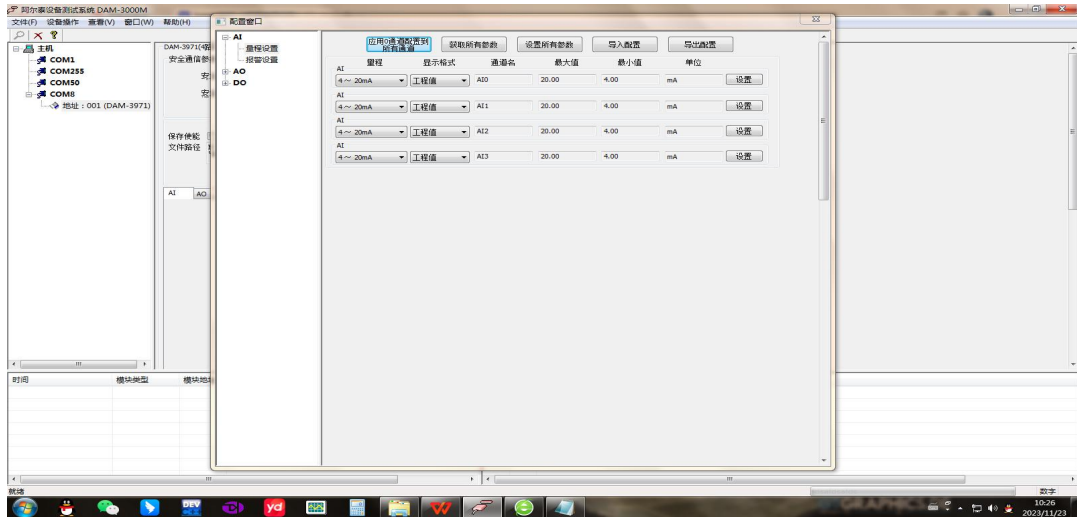 阿尔泰设备测试系统 DAM-3000M
文件(F) 设备操作 查看(V) 窗口(W) 帮助(H)
主机
COM1
COM255
COM50
COM8
地址：001 (DAM-3971)
DAM-3971(4路
安全通信参
安
宏
保存使能
文件路径
AI AO
配置窗口
AI
量程设置
报警设置
AO
DO
应用0通道配置到所有通道 获取所有参数 设置所有参数 导入配置 导出配置
量程 显示格式 通道名 最大值 最小值 单位
AI
4～ 20mA 工程值 AI0 20.00 4.00 mA 设置
AI
4～ 20mA 工程值 AI1 20.00 4.00 mA 设置
AI
4～ 20mA 工程值 AI2 20.00 4.00 mA 设置
AI
4～ 20mA 工程值 AI3 20.00 4.00 mA 设置
时间 模块类型 模块地
就绪 数字
DEV yd
10:26
2023/11/23